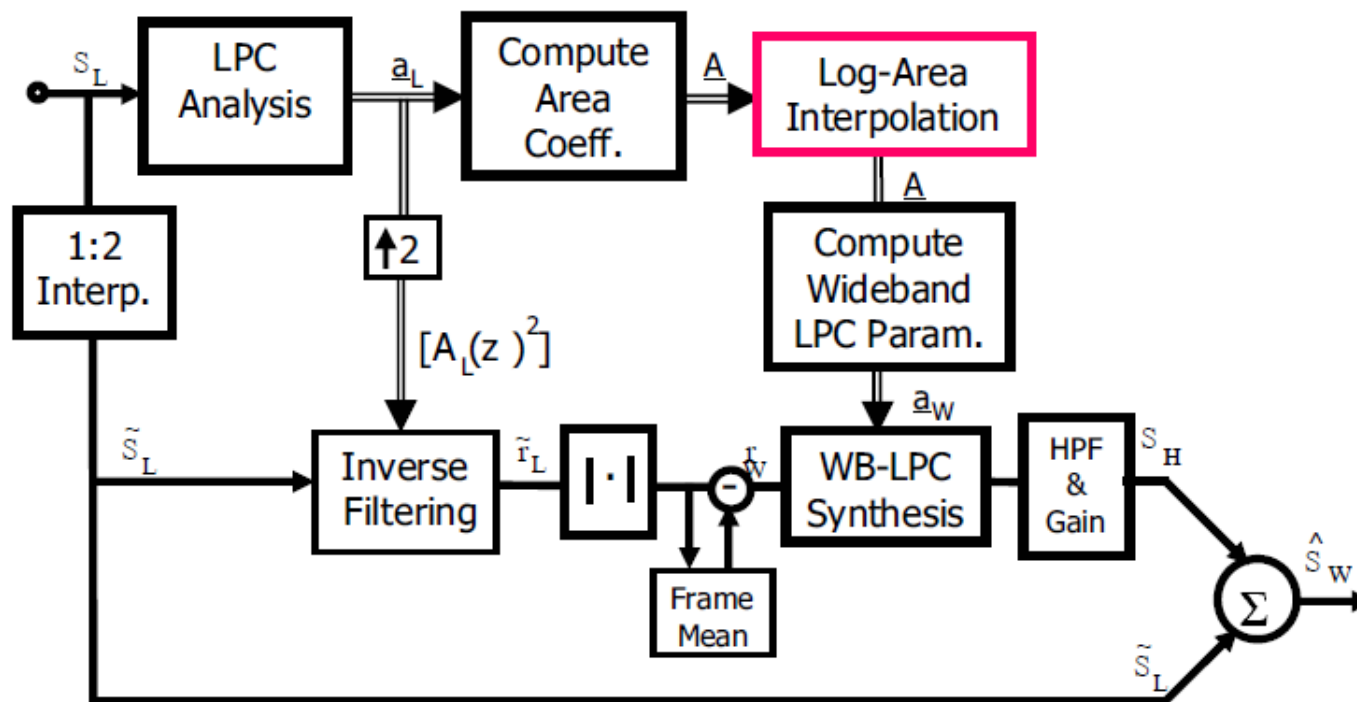 S_L
LPC
Analysis
a_L
Compute
Area
Coeff.
A
Log-Area
Interpolation
A
1:2
Interp.
↑2
[A_L(z )^2]
Compute
Wideband
LPC Param.
a_W
s̃_L
Inverse
Filtering
r̃_L
|·|
-
r_W
WB-LPC
Synthesis
HPF
&
Gain
S_H
Frame
Mean
Σ
ŝ_W
s̃_L